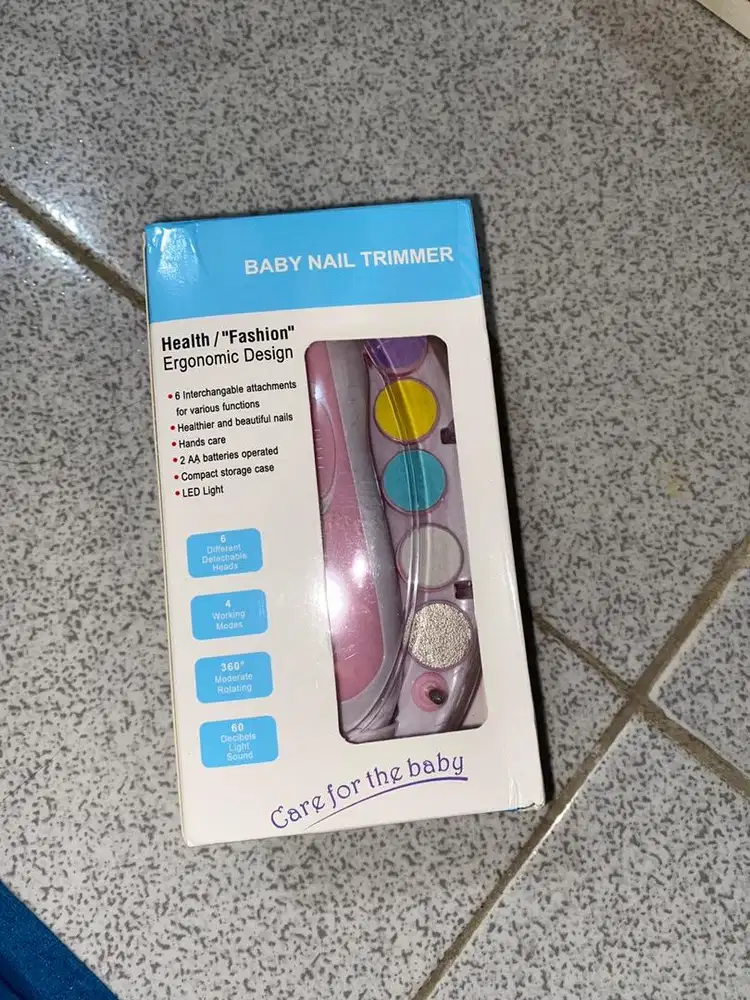 BABY NAIL TRIMMER
Health / "Fashion"
Ergonomic Design
• 6 Interchangable attachments
for various functions
• Healthier and beautiful nails
• Hands care
• 2 AA batteries operated
• Compact storage case
• LED Light
6
Different
Detectrable
Heads
4
Working
Modes
360°
Moderate
Rotating
60
Decibels
Light
Sound
Care for the baby